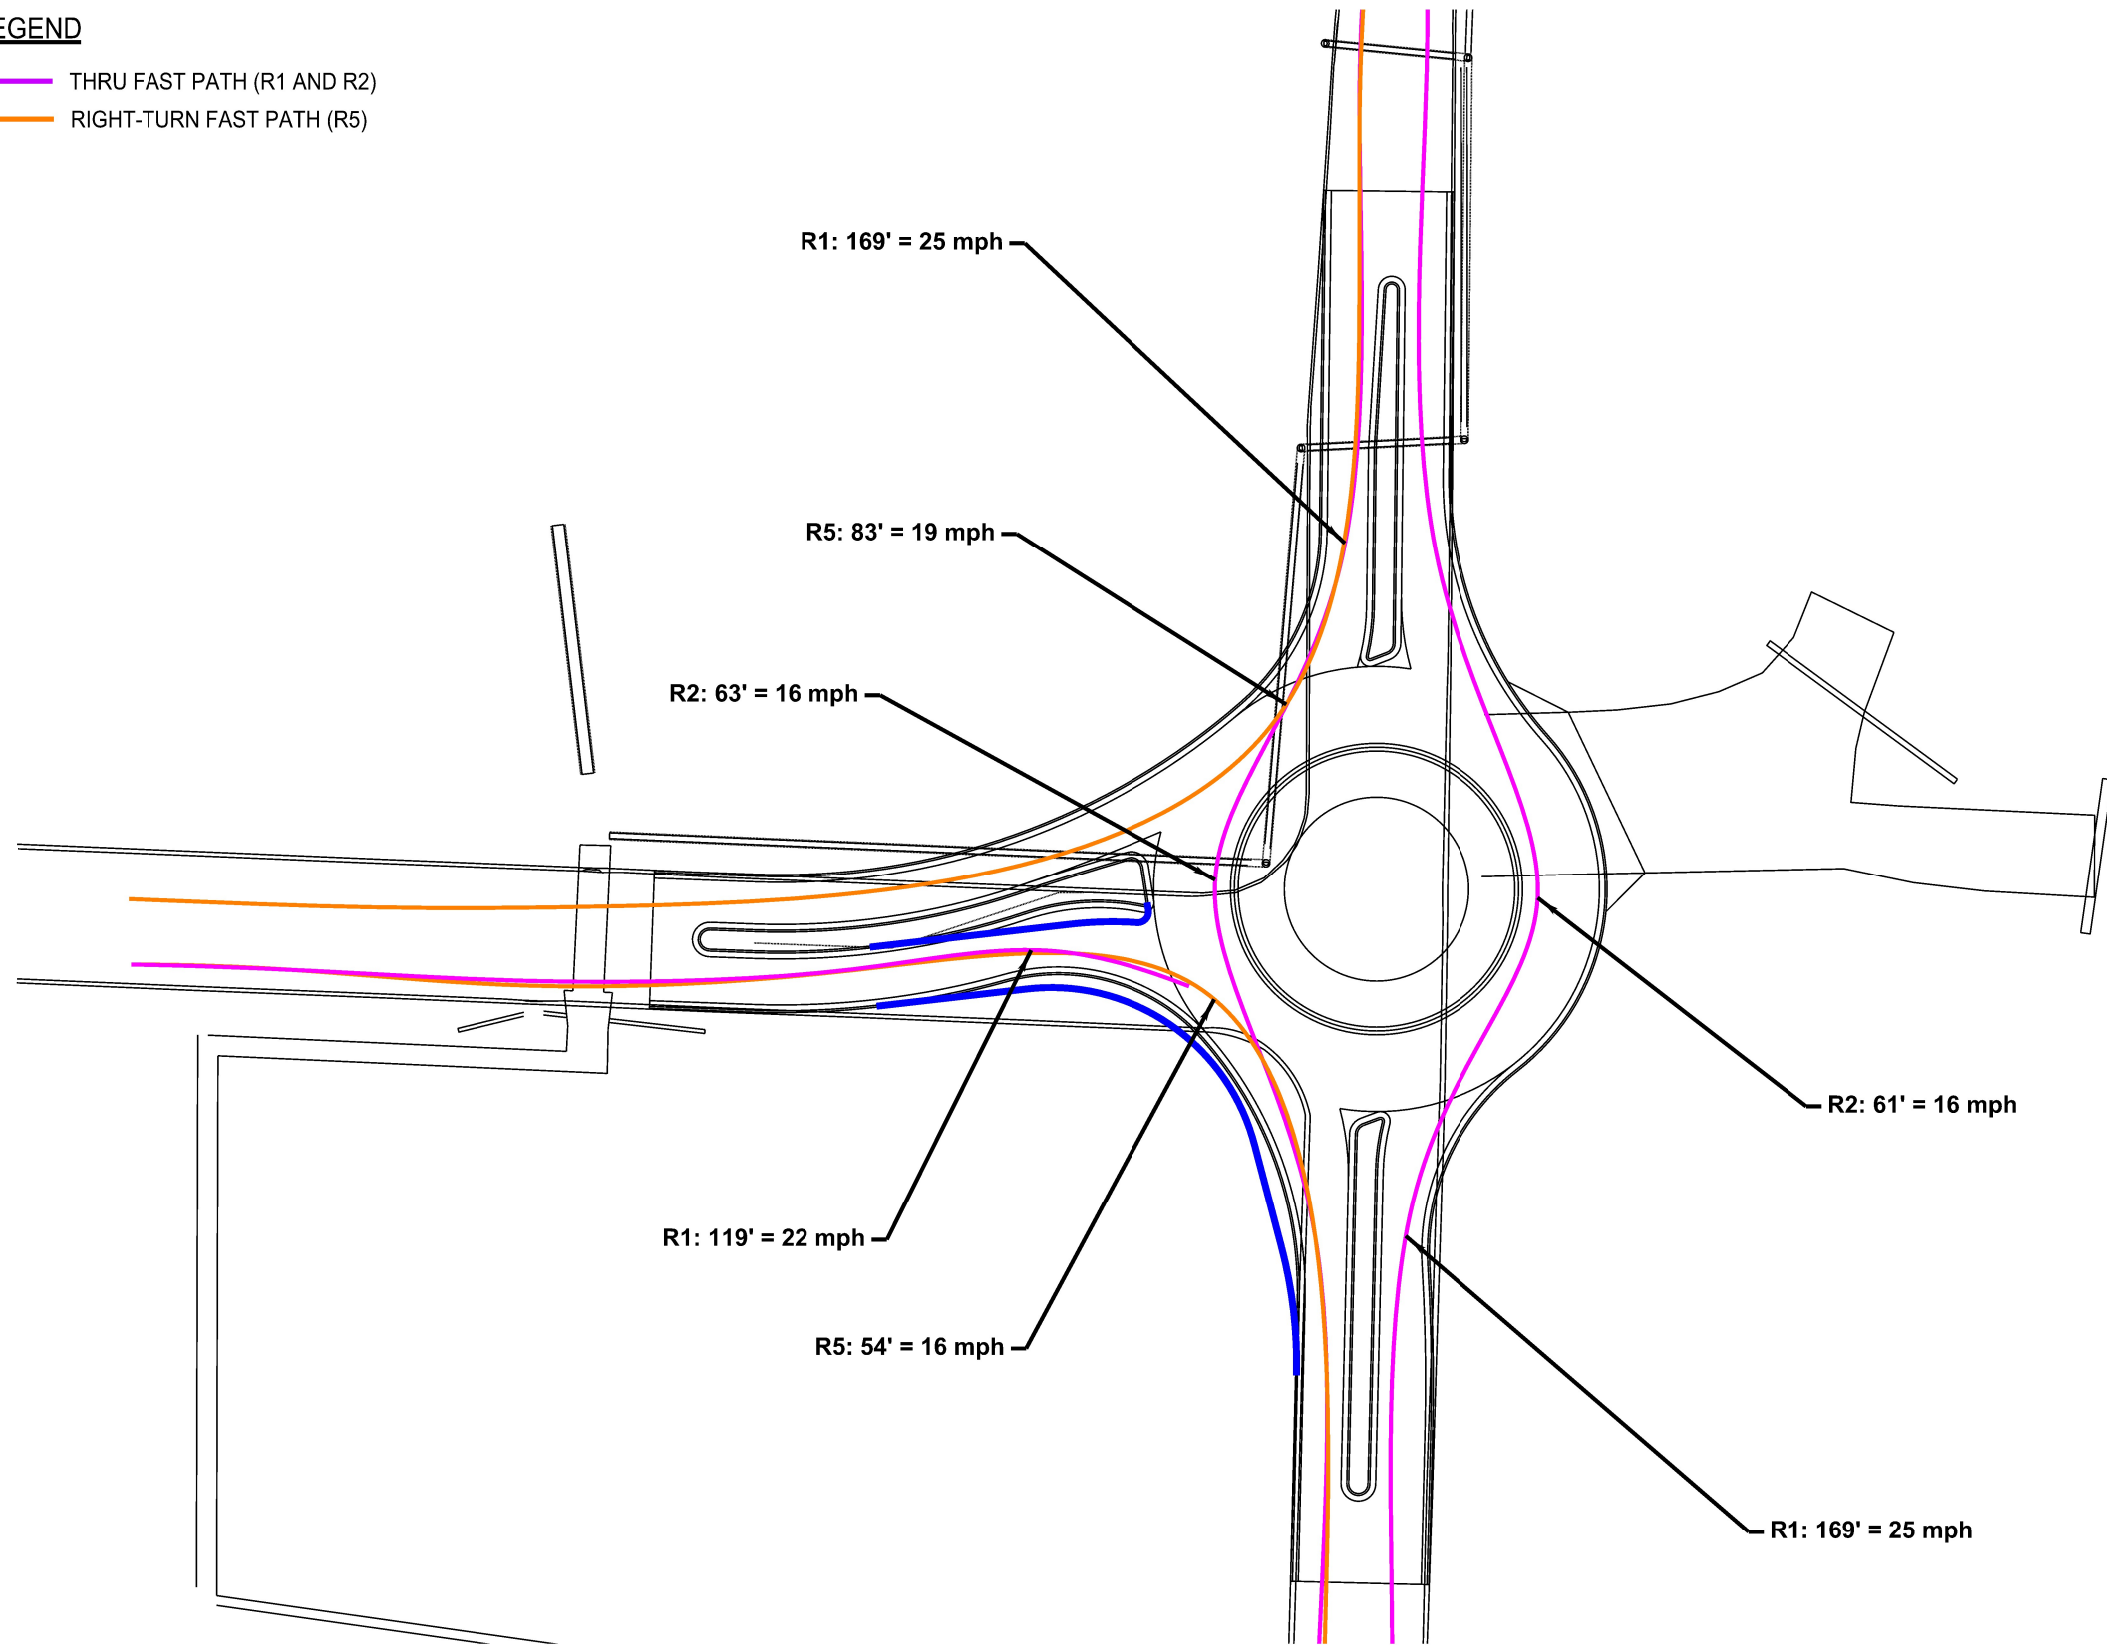 EGEND
THRU FAST PATH (R1 AND R2)
RIGHT-TURN FAST PATH (R5)
R1: 169' = 25 mph
R5: 83' = 19 mph
R2: 63' = 16 mph
R2: 61' = 16 mph
R1: 119' = 22 mph
R5: 54' = 16 mph
R1: 169' = 25 mph